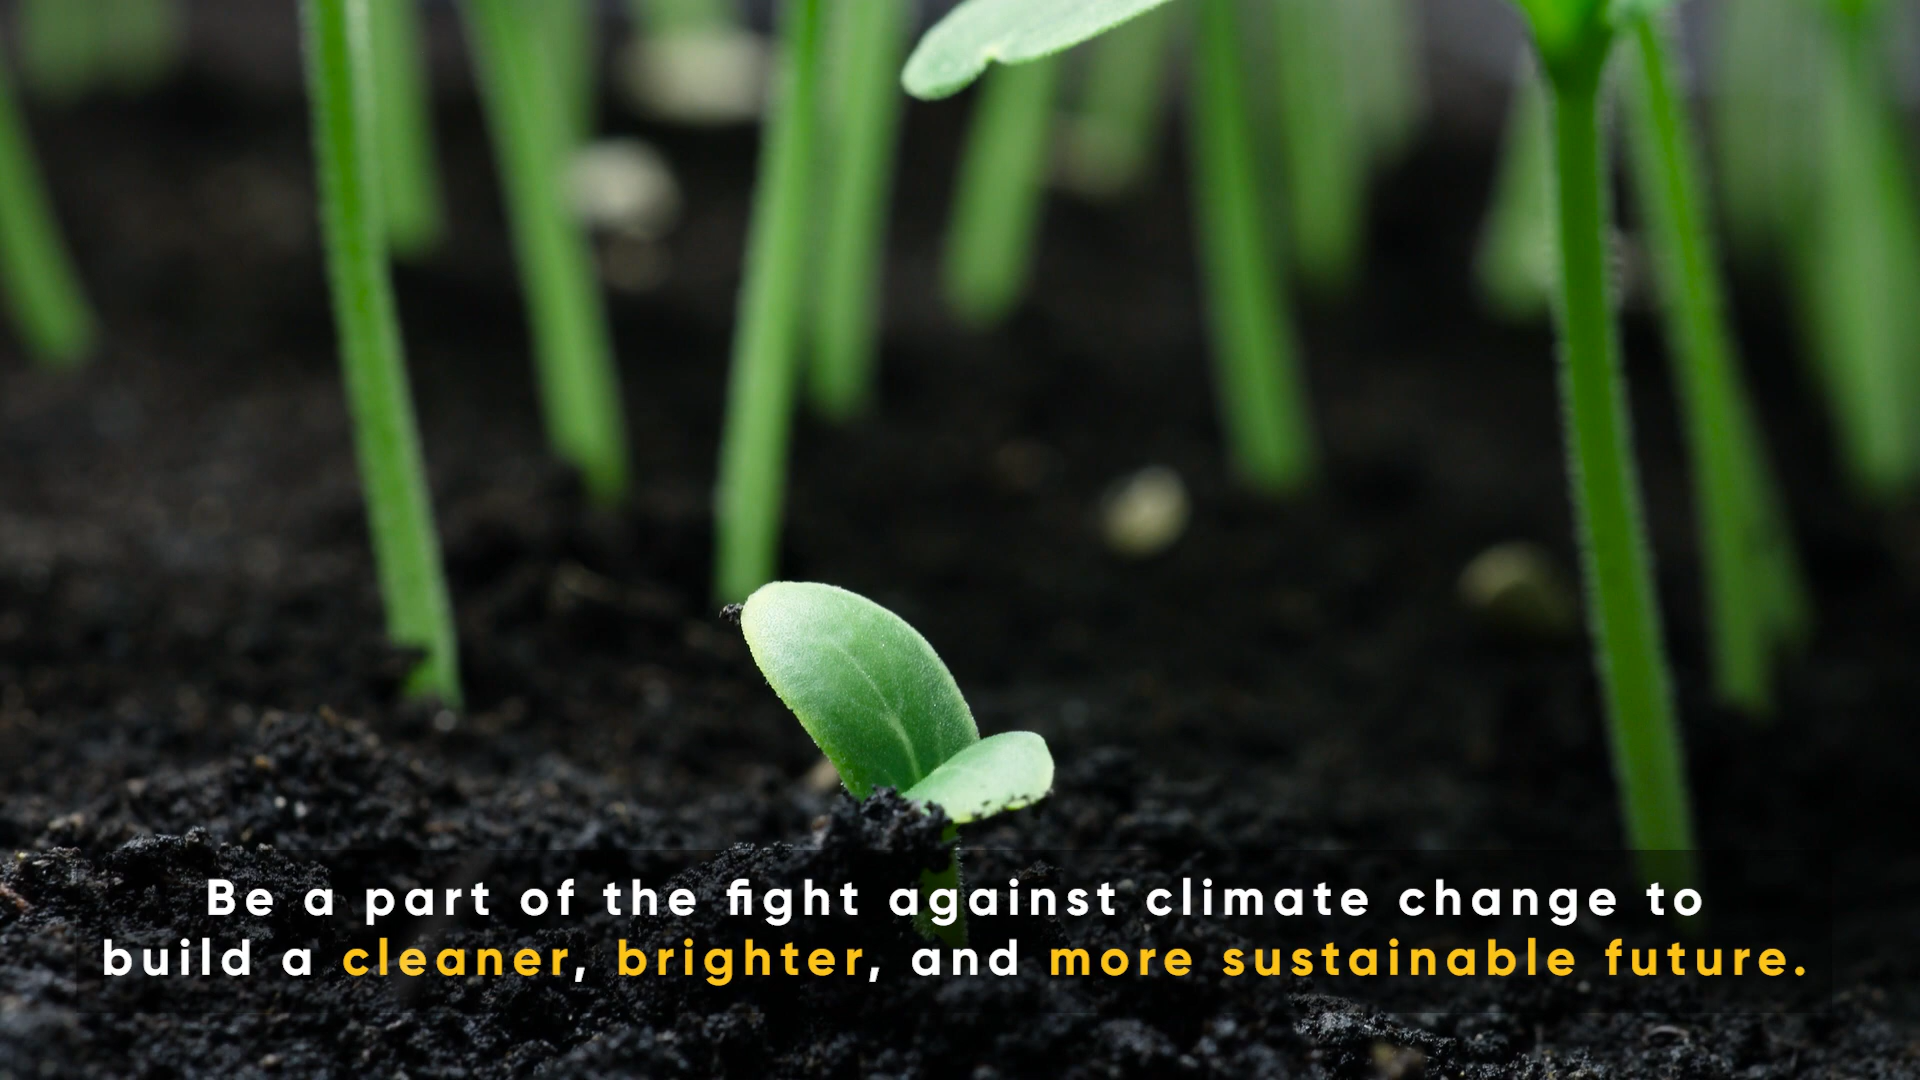 Be a part of the fight against climate change to
build a cleaner, brighter, and more sustainable future.